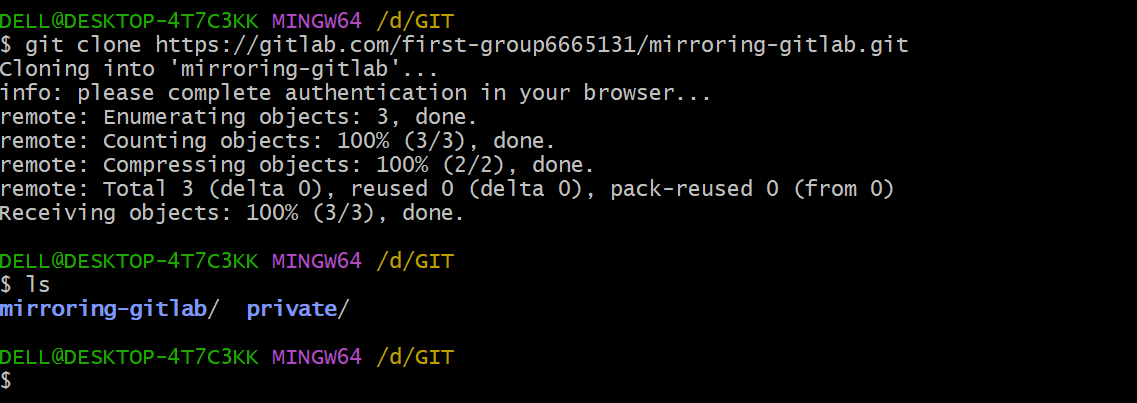 DELL@DESKTOP-4T7C3KK MINGW64 /d/GIT
$ git clone https://gitlab.com/first-group6665131/mirroring-gitlab.git
Cloning into 'mirroring-gitlab'...
info: please complete authentication in your browser...
remote: Enumerating objects: 3, done.
remote: Counting objects: 100% (3/3), done.
remote: Compressing objects: 100% (2/2), done.
remote: Total 3 (delta 0), reused 0 (delta 0), pack-reused 0 (from 0)
Receiving objects: 100% (3/3), done.
DELL@DESKTOP-4T7C3KK MINGW64 /d/GIT
$ ls
mirroring-gitlab/  private/
DELL@DESKTOP-4T7C3KK MINGW64 /d/GIT
$